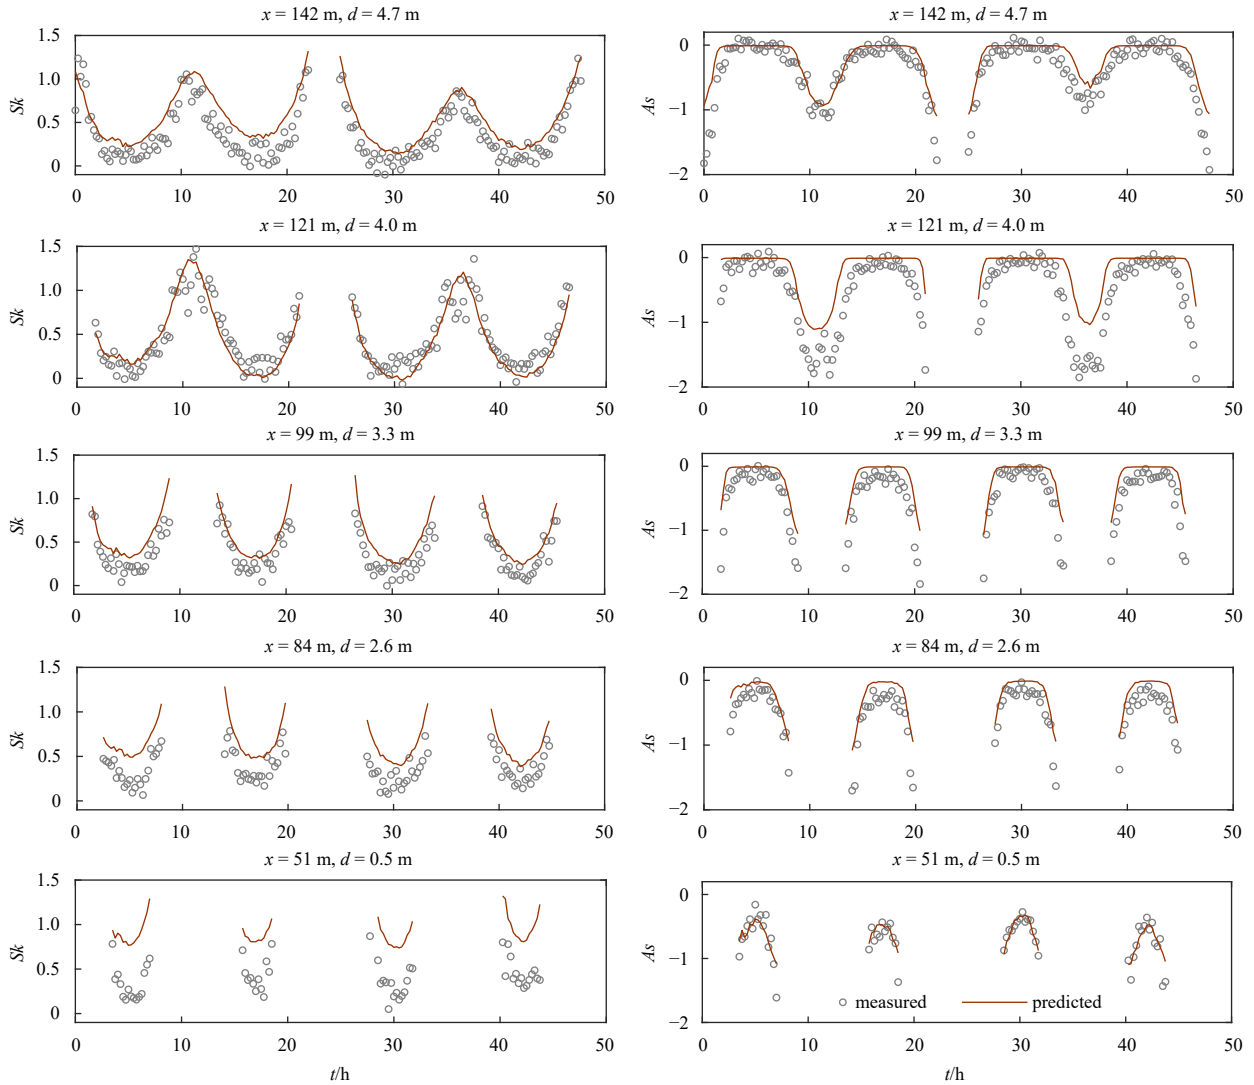 x = 142 m, d = 4.7 m
1.5
1.0
0.5
0
Sk
0 10 20 30 40 50
x = 142 m, d = 4.7 m
0
−1
−2
As
0 10 20 30 40 50
x = 121 m, d = 4.0 m
1.5
1.0
0.5
0
Sk
0 10 20 30 40 50
x = 121 m, d = 4.0 m
0
−1
−2
As
0 10 20 30 40 50
x = 99 m, d = 3.3 m
1.5
1.0
0.5
0
Sk
0 10 20 30 40 50
x = 99 m, d = 3.3 m
0
−1
−2
As
0 10 20 30 40 50
x = 84 m, d = 2.6 m
1.5
1.0
0.5
0
Sk
0 10 20 30 40 50
x = 84 m, d = 2.6 m
0
−1
−2
As
0 10 20 30 40 50
x = 51 m, d = 0.5 m
1.5
1.0
0.5
0
Sk
0 10 20 30 40 50
t/h
x = 51 m, d = 0.5 m
0
−1
−2
As
measured predicted
0 10 20 30 40 50
t/h